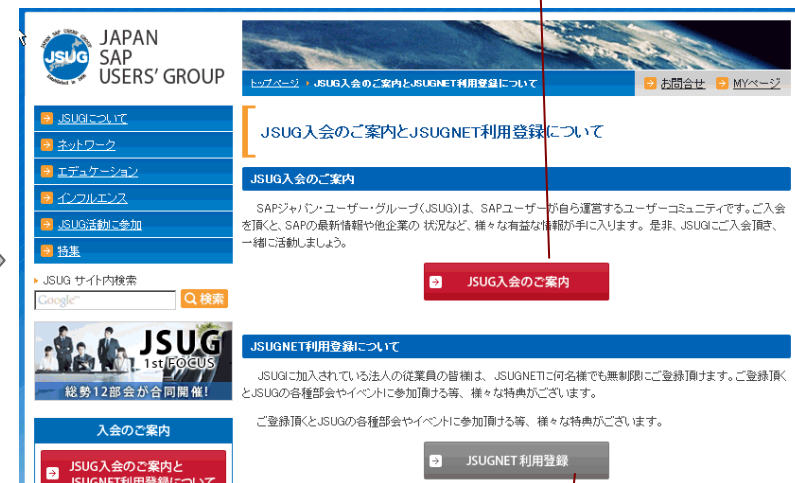 JAPAN
SAP
USERS' GROUP
JAPAN SAP USERS' GROUP
JSUG
Established in 1996
トップページ › JSUG入会のご案内とJSUGNET利用登録について
お問合せ
MYページ
JSUGについて
ネットワーク
エデュケーション
インフルエンス
JSUG活動に参加
特集
JSUG サイト内検索
Google
検索
JSUG
1st FOCUS
総勢12部会が合同開催!
入会のご案内
JSUG入会のご案内と
JSUGNET利用登録について
JSUG入会のご案内とJSUGNET利用登録について
JSUG入会のご案内
SAPジャパン・ユーザー・グループ(JSUG)は、SAPユーザーが自ら運営するユーザーコミュニティです。ご入会
を頂くと、SAPの最新情報や他企業の 状況など、様々な有益な情報が手に入ります。是非、JSUGにご入会頂き、
一緒に活動しましょう。
JSUG入会のご案内
JSUGNET利用登録について
JSUGに加入されている法人の従業員の皆様は、JSUGNETに何名様でも無制限にご登録頂けます。ご登録頂く
とJSUGの各種部会やイベントに参加頂ける等、様々な特典がございます。
ご登録頂くとJSUGの各種部会やイベントに参加頂ける等、様々な特典がございます。
JSUGNET 利用登録